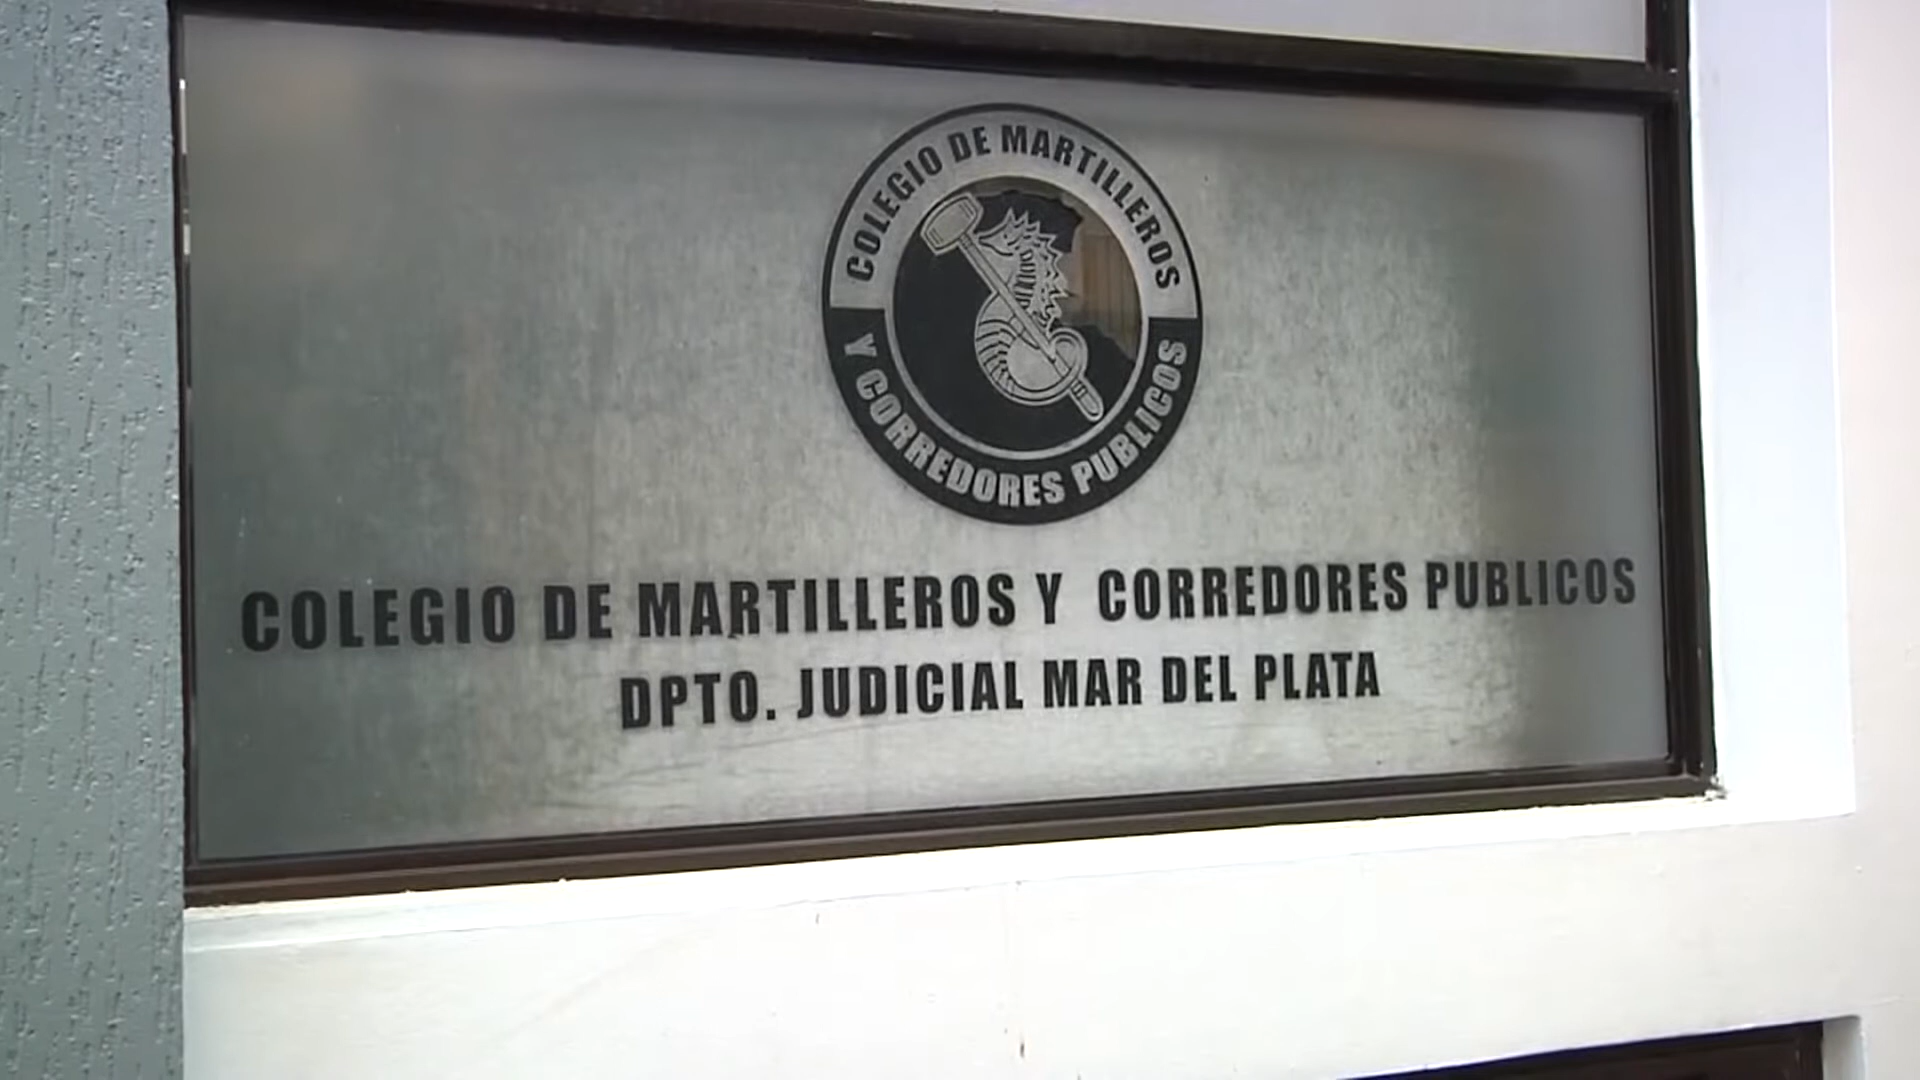 COLEGIO DE MARTILLEROS
Y CORREDORES PUBLICOS
COLEGIO DE MARTILLEROS Y CORREDORES PUBLICOS
DPTO. JUDICIAL MAR DEL PLATA